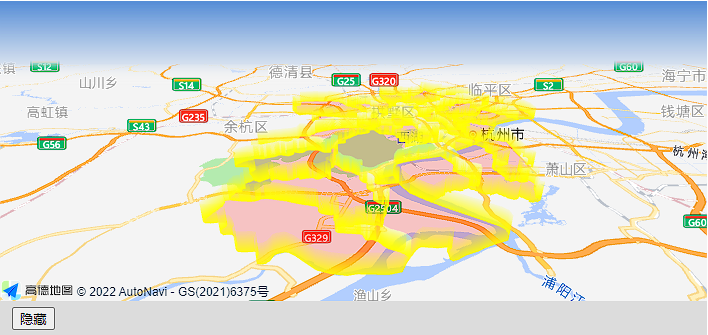 S12
G60
德清县
G25
G320
山川乡
S14
临平区
S2
海宁市
高虹镇
G235
钱塘区
S43
余杭区
G56
杭州市
杭州湾
萧山区
G2504
G60
G329
浦阳江
渔山乡
高德地图 © 2022 AutoNavi - GS(2021)6375号
隐藏